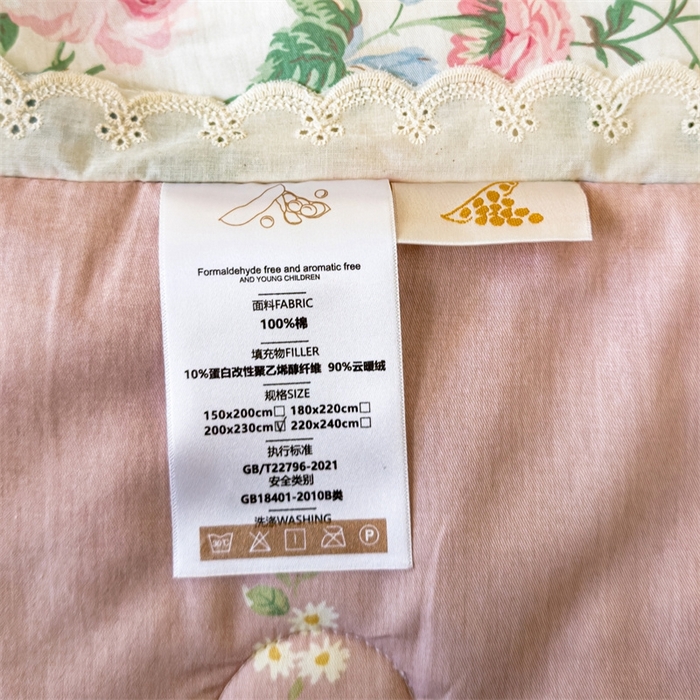 Formaldehyde free and aromatic free
AND YOUNG CHILDREN
面料FABRIC
100%棉
填充物FILLER
10%蛋白改性聚乙烯醇纤维 90%云暖绒
规格SIZE
150x200cm☐ 180x220cm☐
200x230cm☑ 220x240cm☐
执行标准
GB/T22796-2021
安全类别
GB18401-2010B类
洗涤WASHING
30℃ P